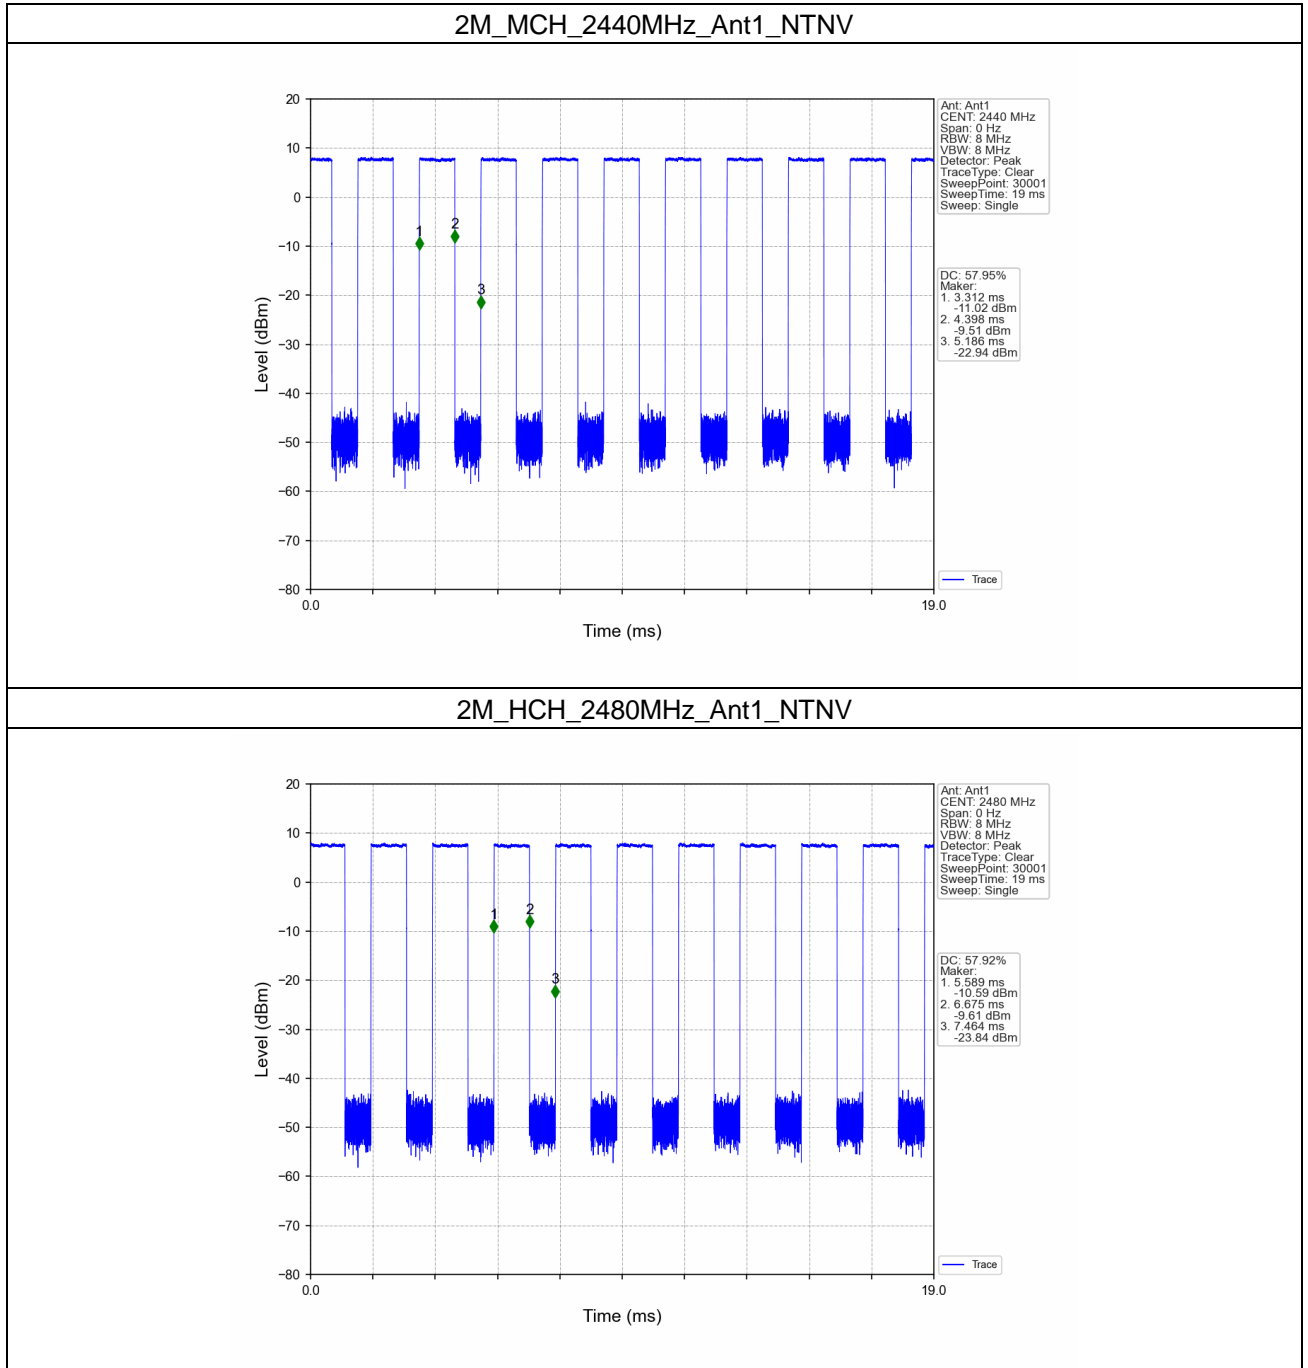 2M_MCH_2440MHz_Ant1_NTNV
20
10
0
−10
−20
−30
−40
−50
−60
−70
−80
Level (dBm)
1
2
3
0.0
19.0
Time (ms)
Ant: Ant1
CENT: 2440 MHz
Span: 0 Hz
RBW: 8 MHz
VBW: 8 MHz
Detector: Peak
TraceType: Clear
SweepPoint: 30001
SweepTime: 19 ms
Sweep: Single
DC: 57.95%
Maker:
1. 3.312 ms
-11.02 dBm
2. 4.398 ms
-9.51 dBm
3. 5.186 ms
-22.94 dBm
Trace
2M_HCH_2480MHz_Ant1_NTNV
20
10
0
−10
−20
−30
−40
−50
−60
−70
−80
Level (dBm)
1
2
3
0.0
19.0
Time (ms)
Ant: Ant1
CENT: 2480 MHz
Span: 0 Hz
RBW: 8 MHz
VBW: 8 MHz
Detector: Peak
TraceType: Clear
SweepPoint: 30001
SweepTime: 19 ms
Sweep: Single
DC: 57.92%
Maker:
1. 5.589 ms
-10.59 dBm
2. 6.675 ms
-9.61 dBm
3. 7.464 ms
-23.84 dBm
Trace